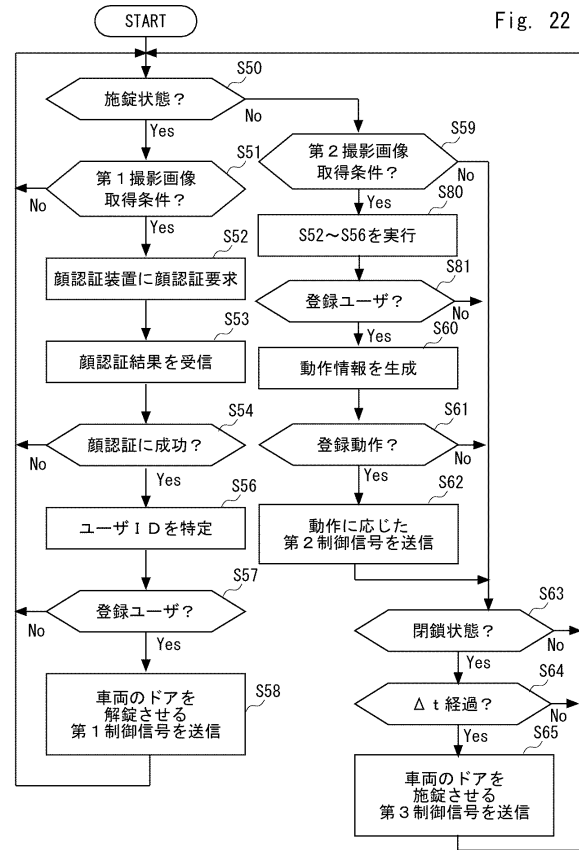 Fig. 22
START
S50
施錠状態？
No
Yes
S51
第１撮影画像
取得条件？
No
Yes
S52
顔認証装置に顔認証要求
S53
顔認証結果を受信
S54
顔認証に成功？
No
Yes
S56
ユーザＩＤを特定
S57
登録ユーザ？
No
Yes
S58
車両のドアを
解錠させる
第１制御信号を送信
S59
第２撮影画像
取得条件？
No
Yes
S80
S52〜S56を実行
S81
登録ユーザ？
No
Yes
S60
動作情報を生成
S61
登録動作？
No
Yes
S62
動作に応じた
第２制御信号を送信
S63
閉鎖状態？
No
Yes
S64
Δｔ経過？
No
Yes
S65
車両のドアを
施錠させる
第３制御信号を送信